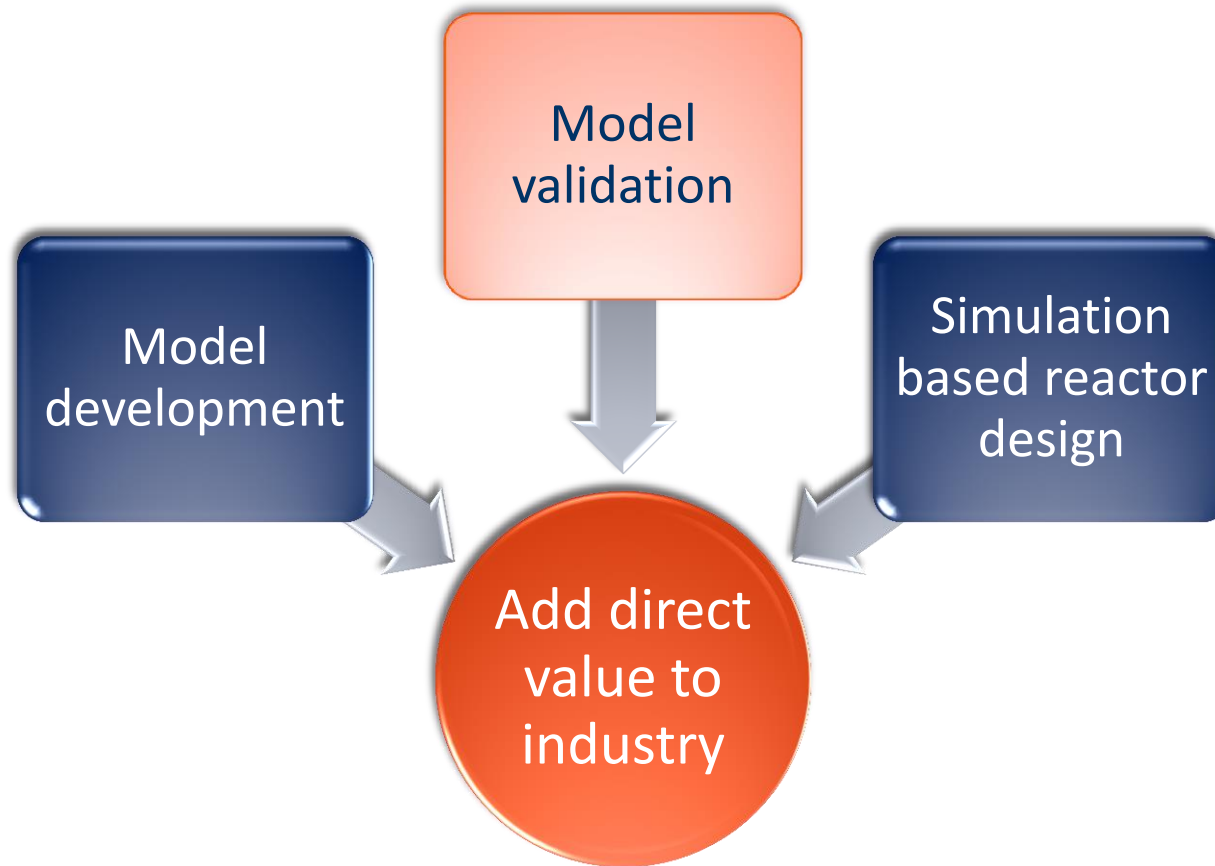 Model
validation
Model
development
Simulation
based reactor
design
Add direct
value to
industry